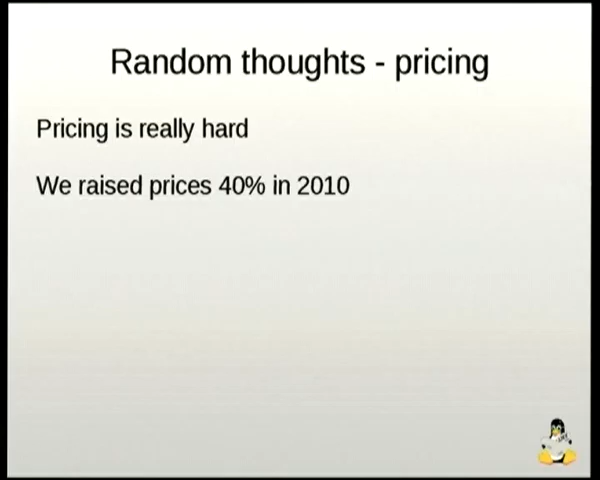 Random thoughts - pricing
Pricing is really hard
We raised prices 40% in 2010